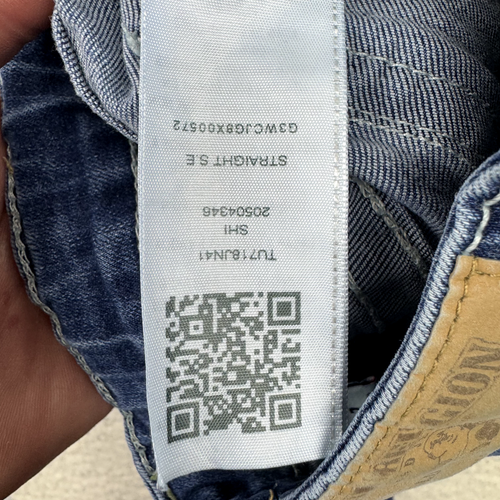 TU718JN41
SHI
20504346
STRAIGHT S.E
G3WCJG8X00572